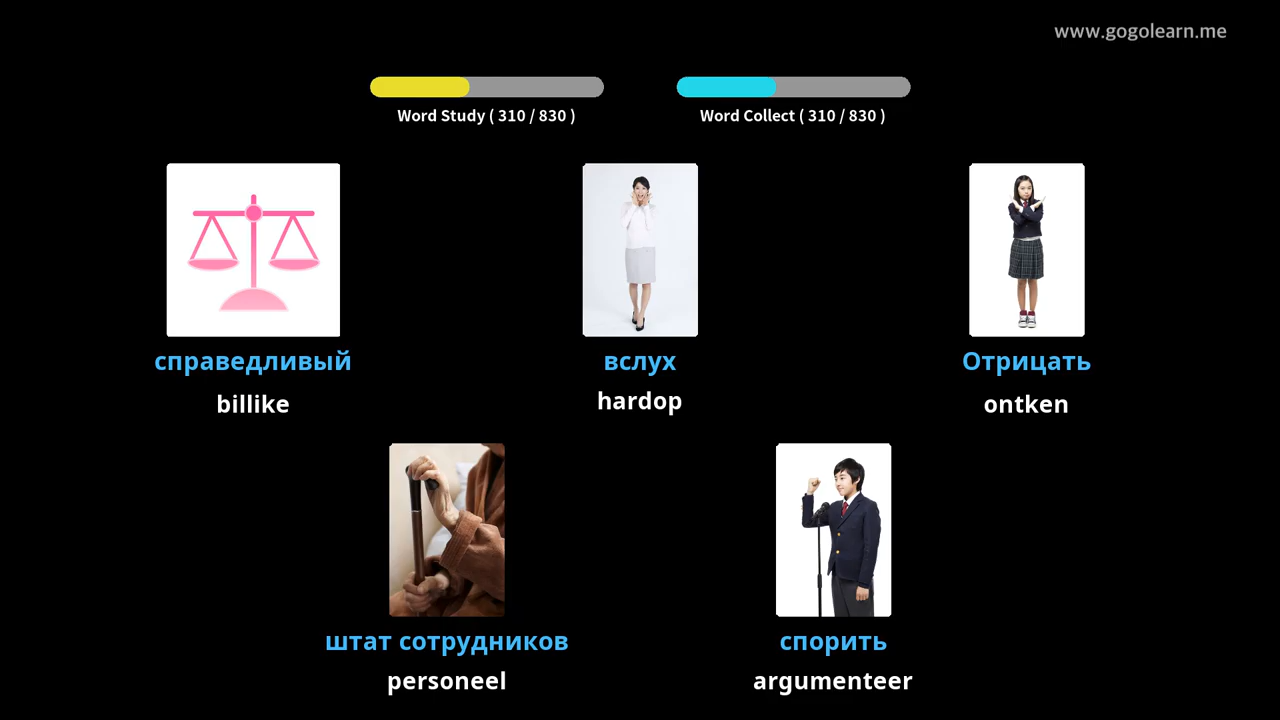 www.gogolearn.me
Word Study ( 310 / 830 )
Word Collect ( 310 / 830 )
справедливый
вслух
Отрицать
billike
hardop
ontken
штат сотрудников
спорить
personeel
argumenteer